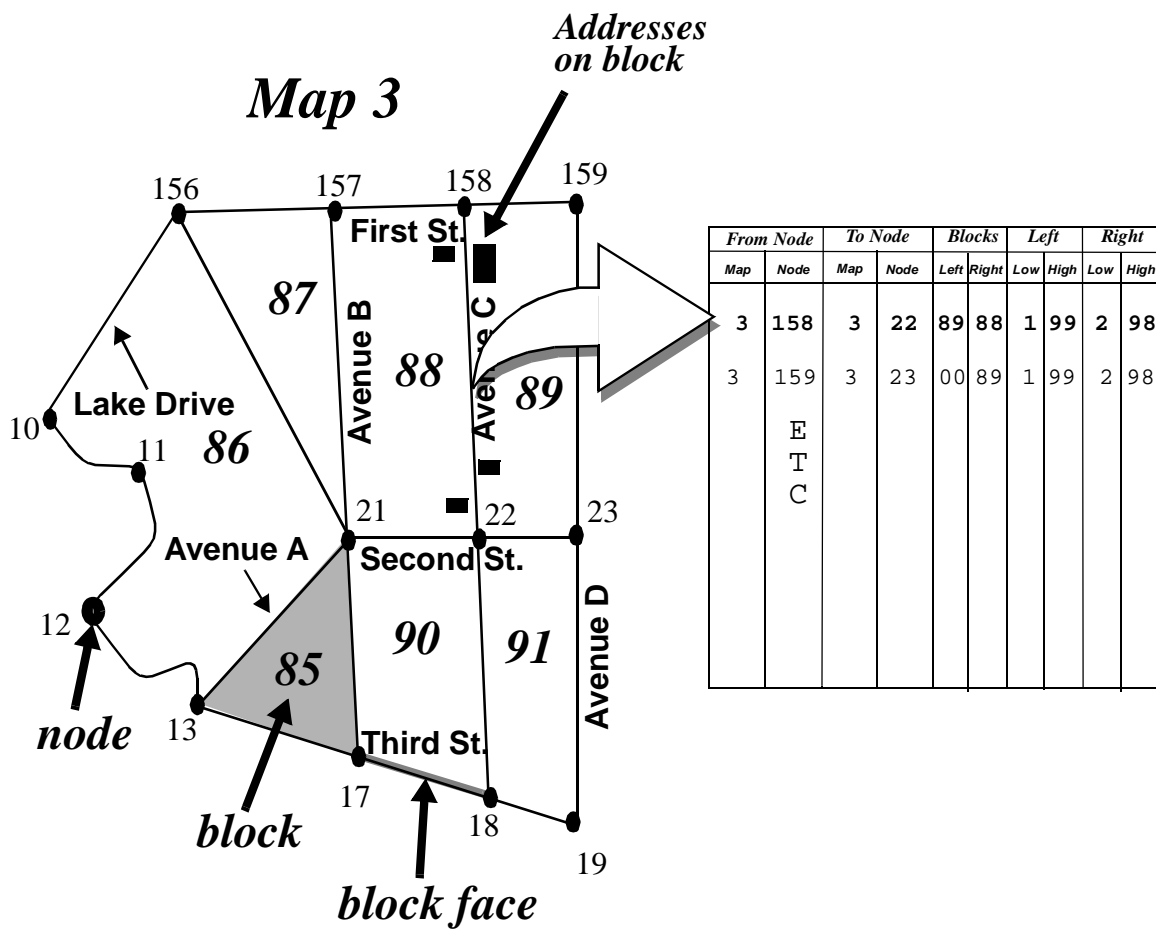 Addresses
on block
Map 3
156
157
158
159
First St.
87
Avenue B
88
Avenue C
89
Lake Drive
10
11
86
21
22
23
Avenue A
Second St.
12
90
91
Avenue D
85
13
node
Third St.
17
18
19
block
block face
From Node To Node Blocks Left Right
Map Node Map Node Left Right Low High Low High
3 158 3 22 89 88 1 99 2 98
3 159 3 23 00 89 1 99 2 98
E
T
C